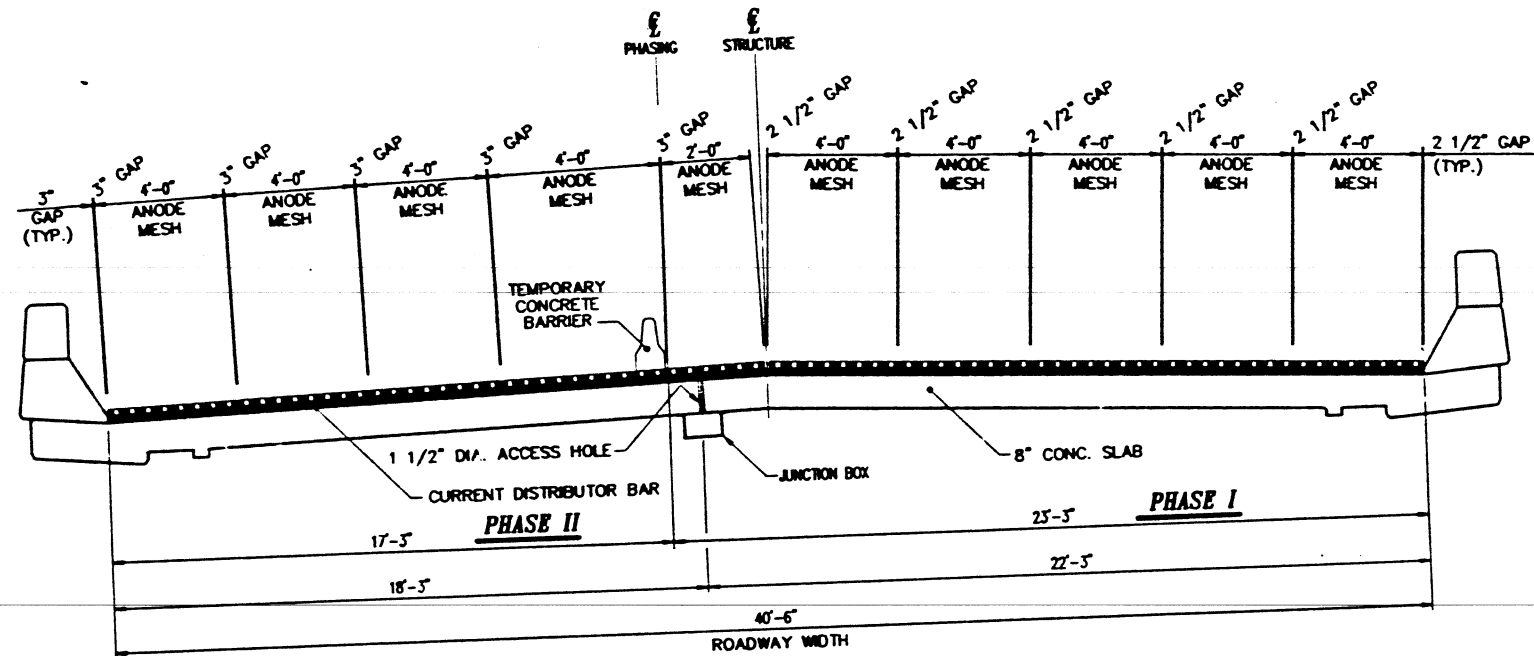 ℄
PHASING
℄
STRUCTURE
3"
GAP
(TYP.)
3" GAP
4'-0"
ANODE
MESH
3" GAP
4'-0"
ANODE
MESH
3" GAP
4'-0"
ANODE
MESH
3" GAP
4'-0"
ANODE
MESH
3" GAP
2'-0"
ANODE
MESH
2 1/2" GAP
4'-0"
ANODE
MESH
2 1/2" GAP
4'-0"
ANODE
MESH
2 1/2" GAP
4'-0"
ANODE
MESH
2 1/2" GAP
4'-0"
ANODE
MESH
2 1/2" GAP
4'-0"
ANODE
MESH
2 1/2" GAP
(TYP.)
TEMPORARY
CONCRETE
BARRIER
1 1/2" DIA. ACCESS HOLE
CURRENT DISTRIBUTOR BAR
JUNCTION BOX
8" CONC. SLAB
PHASE II
PHASE I
17'-3"
23'-3"
18'-3"
22'-3"
40'-6"
ROADWAY WIDTH